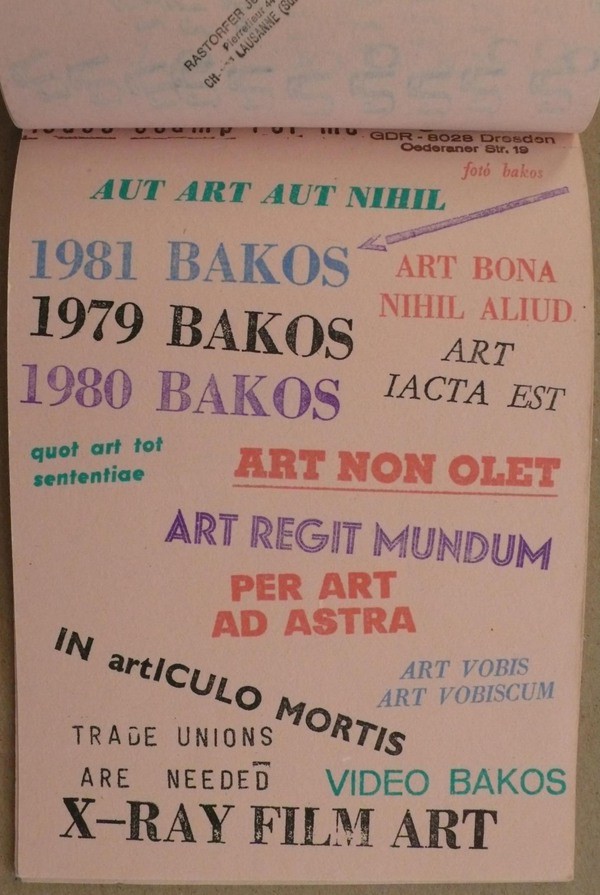 RASTORFER
Pierrefleur
LAUSANNE
GDR - 8028 Dresden
Oederaner Str. 19
fotó bakos
AUT ART AUT NIHIL
1981 BAKOS
ART BONA
NIHIL ALIUD
1979 BAKOS
ART
IACTA EST
1980 BAKOS
quot art tot
sententiae
ART NON OLET
ART REGIT MUNDUM
PER ART
AD ASTRA
IN artICULO MORTIS
ART VOBIS
ART VOBISCUM
TRADE UNIONS
ARE NEEDED
VIDEO BAKOS
X-RAY FILM ART